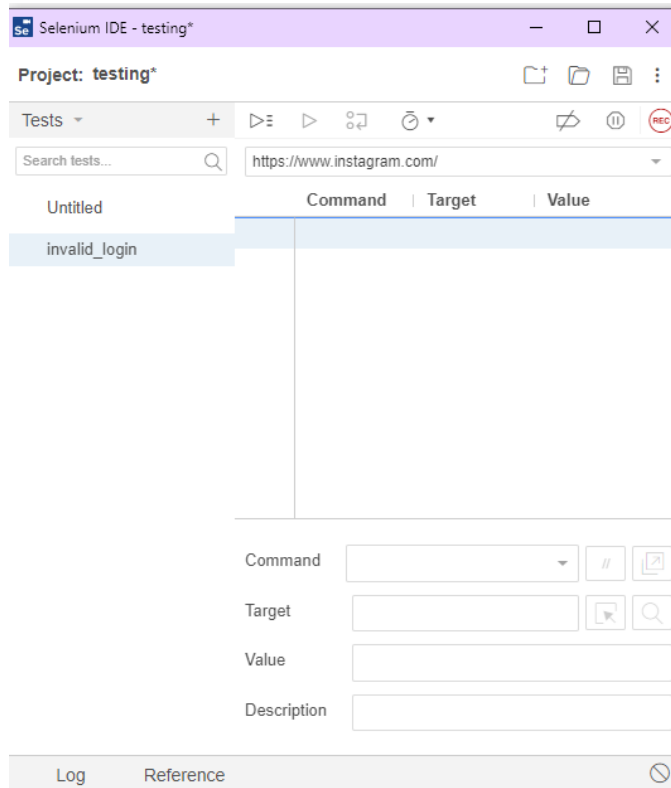 Se Selenium IDE - testing*
Project: testing*
Tests
REC
Search tests...
https://www.instagram.com/
Command Target Value
Untitled
invalid_login
Command
//
Target
Value
Description
Log Reference